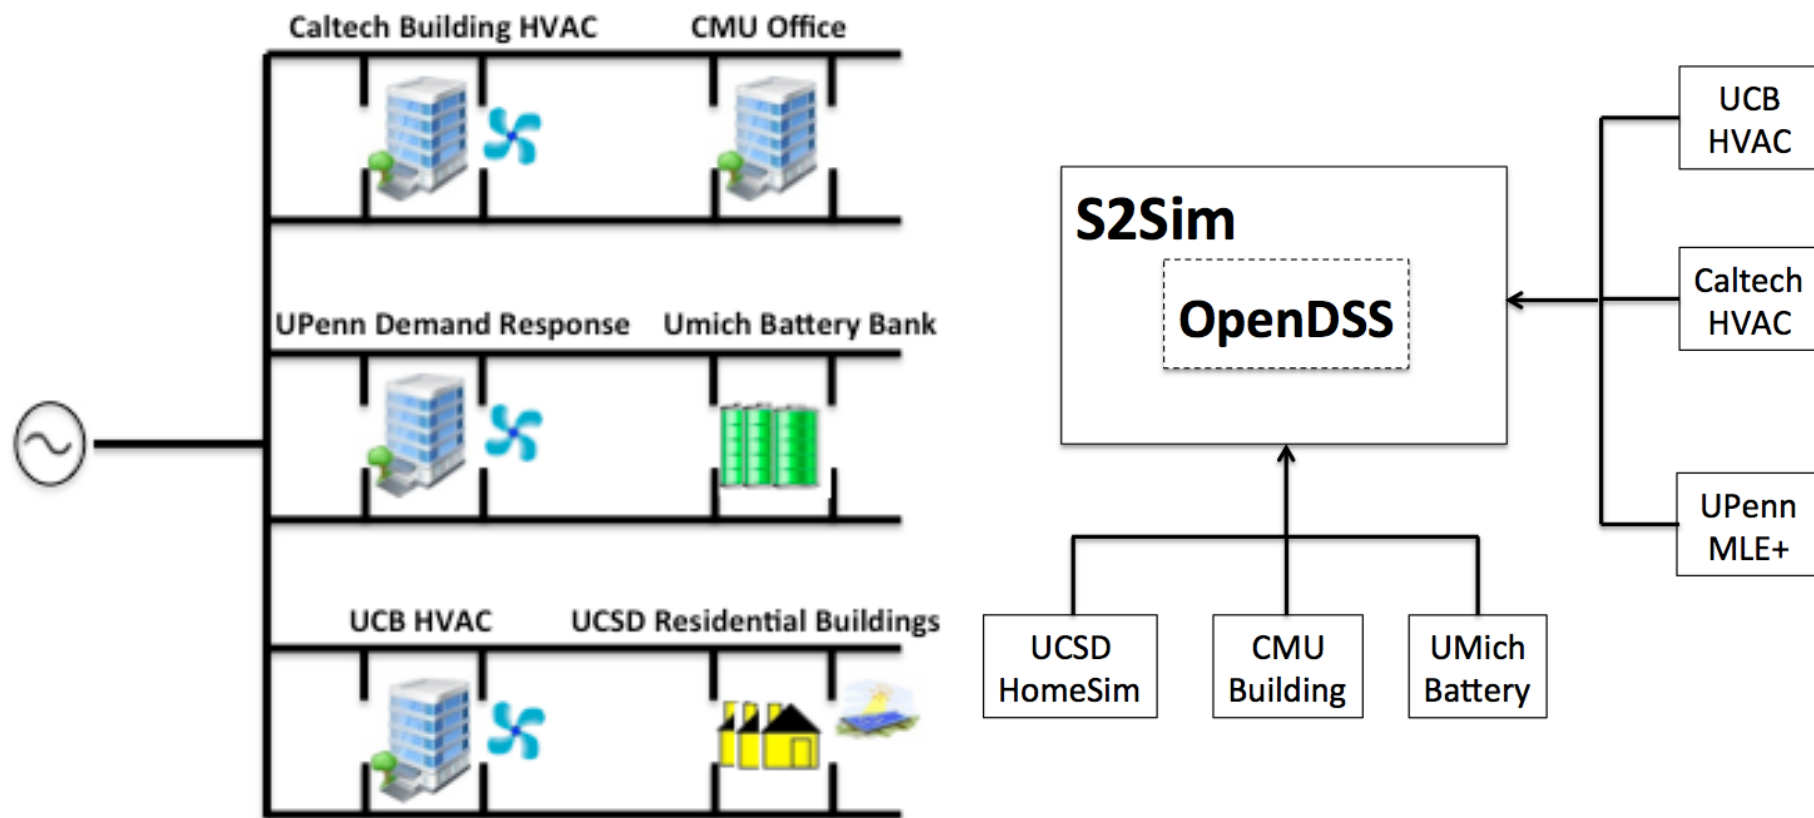 Caltech Building HVAC
CMU Office
UPenn Demand Response
Umich Battery Bank
UCB HVAC
UCSD Residential Buildings
S2Sim
OpenDSS
UCB
HVAC
Caltech
HVAC
UPenn
MLE+
UCSD
HomeSim
CMU
Building
UMich
Battery